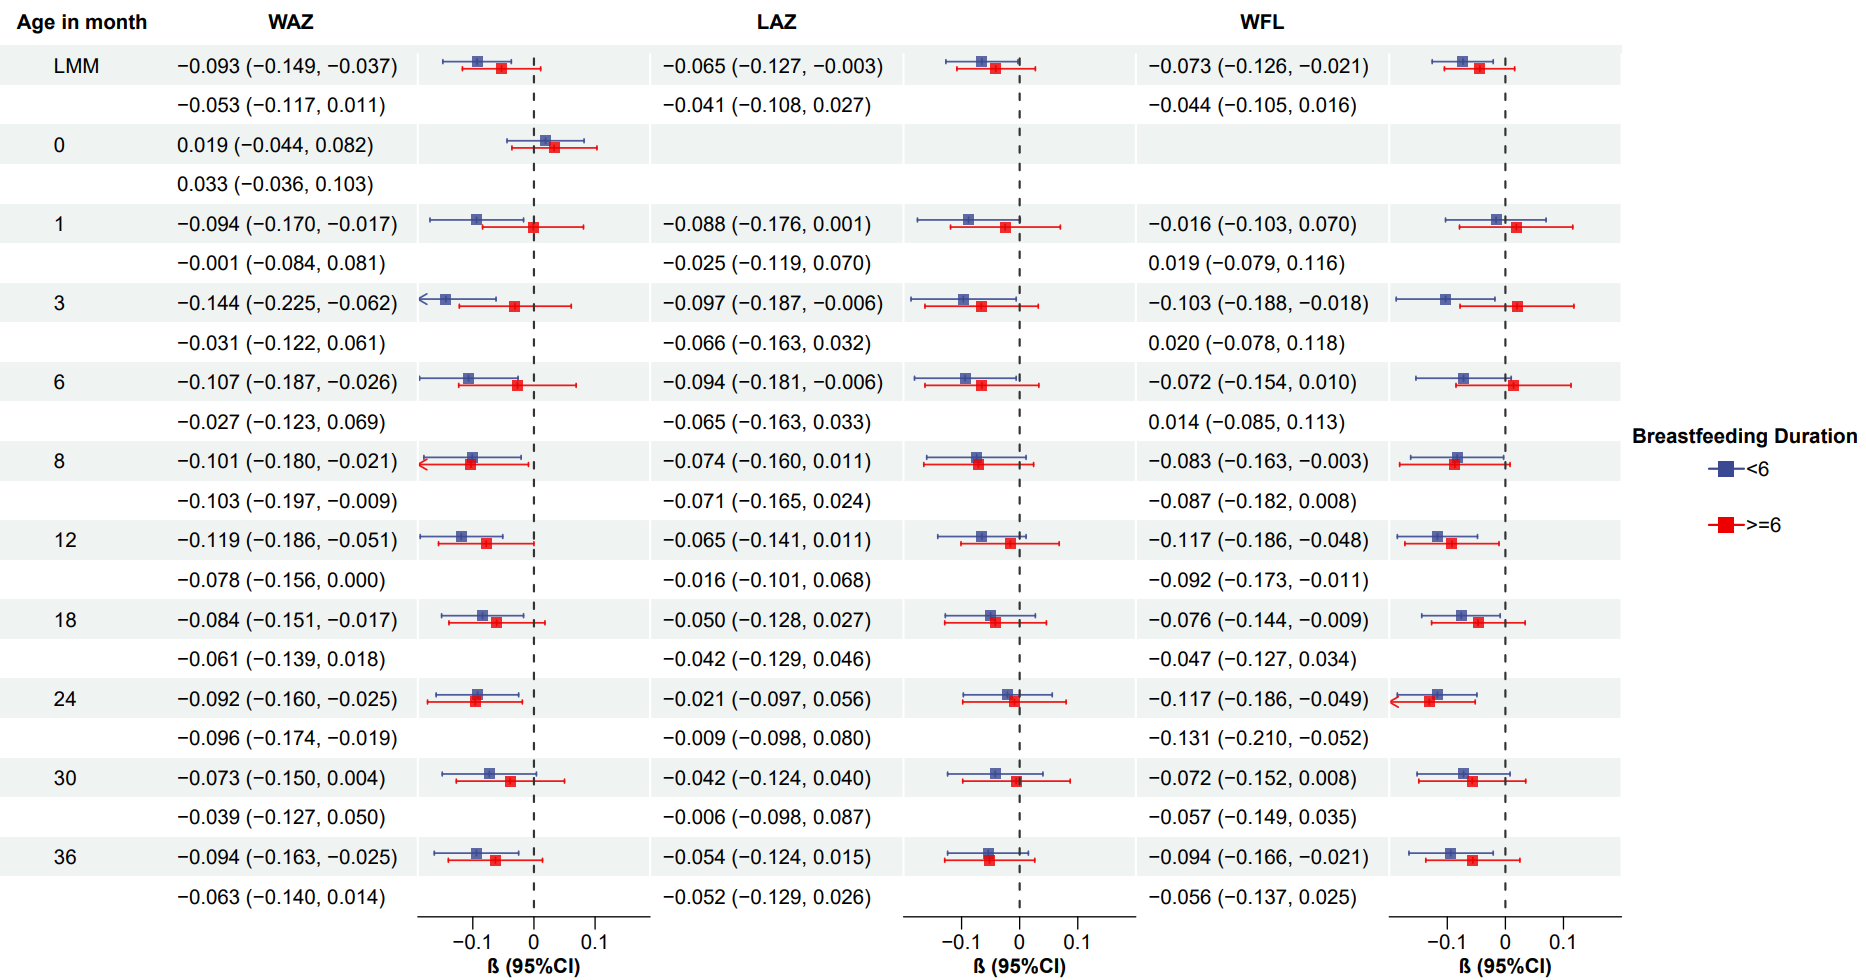 Age in month WAZ LAZ WFL
LMM −0.093 (−0.149, −0.037) −0.065 (−0.127, −0.003) −0.073 (−0.126, −0.021)
−0.053 (−0.117, 0.011) −0.041 (−0.108, 0.027) −0.044 (−0.105, 0.016)
0 0.019 (−0.044, 0.082)
0.033 (−0.036, 0.103)
1 −0.094 (−0.170, −0.017) −0.088 (−0.176, 0.001) −0.016 (−0.103, 0.070)
−0.001 (−0.084, 0.081) −0.025 (−0.119, 0.070) 0.019 (−0.079, 0.116)
3 −0.144 (−0.225, −0.062) −0.097 (−0.187, −0.006) −0.103 (−0.188, −0.018)
−0.031 (−0.122, 0.061) −0.066 (−0.163, 0.032) 0.020 (−0.078, 0.118)
6 −0.107 (−0.187, −0.026) −0.094 (−0.181, −0.006) −0.072 (−0.154, 0.010)
−0.027 (−0.123, 0.069) −0.065 (−0.163, 0.033) 0.014 (−0.085, 0.113)
8 −0.101 (−0.180, −0.021) −0.074 (−0.160, 0.011) −0.083 (−0.163, −0.003)
−0.103 (−0.197, −0.009) −0.071 (−0.165, 0.024) −0.087 (−0.182, 0.008)
12 −0.119 (−0.186, −0.051) −0.065 (−0.141, 0.011) −0.117 (−0.186, −0.048)
−0.078 (−0.156, 0.000) −0.016 (−0.101, 0.068) −0.092 (−0.173, −0.011)
18 −0.084 (−0.151, −0.017) −0.050 (−0.128, 0.027) −0.076 (−0.144, −0.009)
−0.061 (−0.139, 0.018) −0.042 (−0.129, 0.046) −0.047 (−0.127, 0.034)
24 −0.092 (−0.160, −0.025) −0.021 (−0.097, 0.056) −0.117 (−0.186, −0.049)
−0.096 (−0.174, −0.019) −0.009 (−0.098, 0.080) −0.131 (−0.210, −0.052)
30 −0.073 (−0.150, 0.004) −0.042 (−0.124, 0.040) −0.072 (−0.152, 0.008)
−0.039 (−0.127, 0.050) −0.006 (−0.098, 0.087) −0.057 (−0.149, 0.035)
36 −0.094 (−0.163, −0.025) −0.054 (−0.124, 0.015) −0.094 (−0.166, −0.021)
−0.063 (−0.140, 0.014) −0.052 (−0.129, 0.026) −0.056 (−0.137, 0.025)
−0.1 0 0.1 −0.1 0 0.1 −0.1 0 0.1
ß (95%CI) ß (95%CI) ß (95%CI)
Breastfeeding Duration
<6
>=6